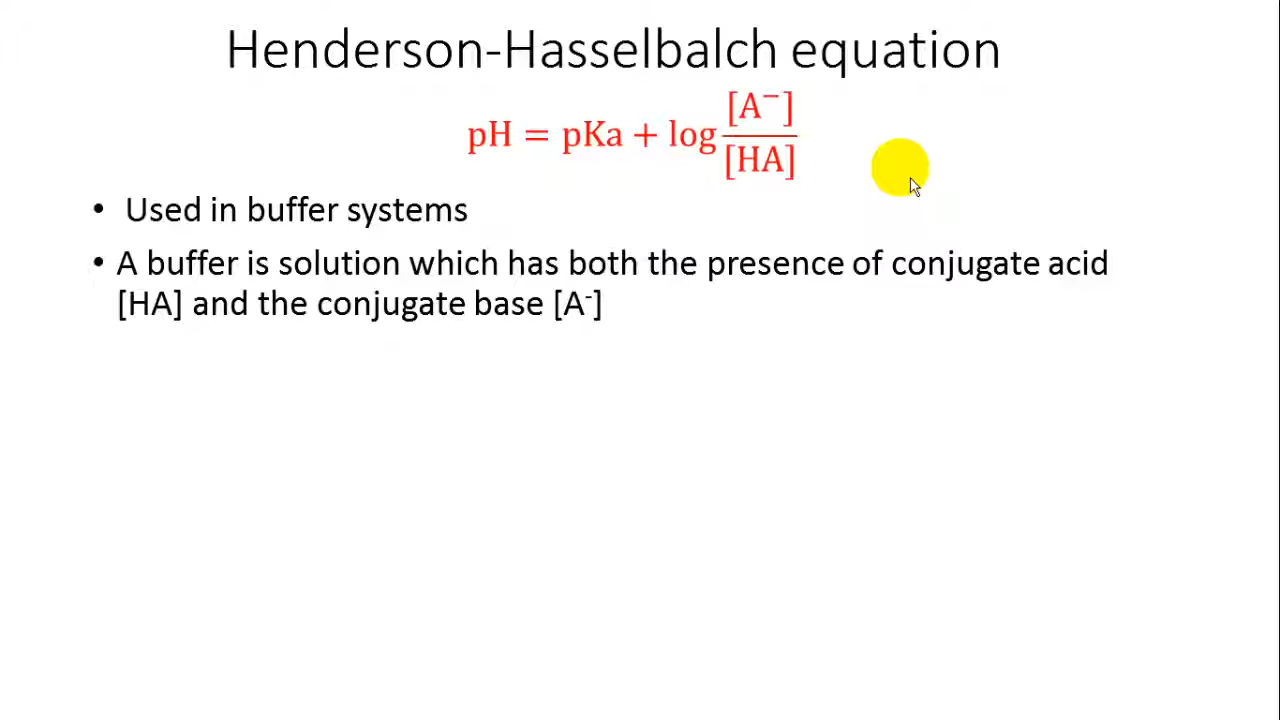 Henderson-Hasselbalch equation
pH = pKa + log [A⁻]/[HA]
• Used in buffer systems
• A buffer is solution which has both the presence of conjugate acid
[HA] and the conjugate base [A⁻]